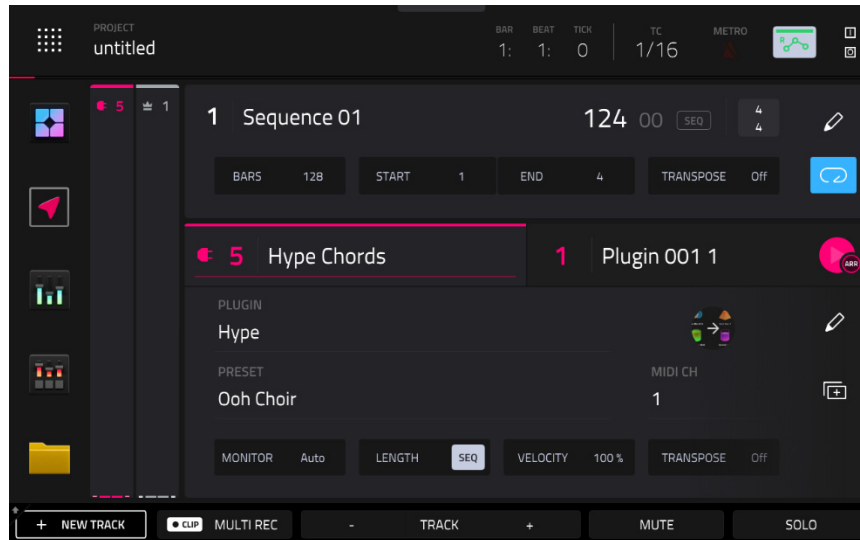 PROJECT
untitled
BAR BEAT TICK
1: 1: 0
TC
1/16
METRO
R
5
1
1 Sequence 01
124 00 SEQ
4
4
BARS 128 START 1 END 4 TRANSPOSE Off
5 Hype Chords
1 Plugin 001 1
ARR
PLUGIN
Hype
PRESET
Ooh Choir
MIDI CH
1
MONITOR Auto LENGTH SEQ VELOCITY 100 % TRANSPOSE Off
+ NEW TRACK CLIP MULTI REC - TRACK + MUTE SOLO